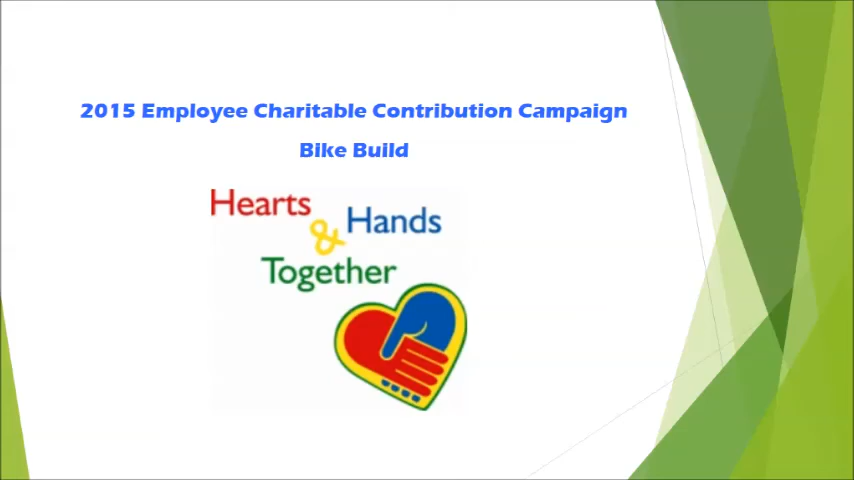 2015 Employee Charitable Contribution Campaign
Bike Build
Hearts
& Hands
Together